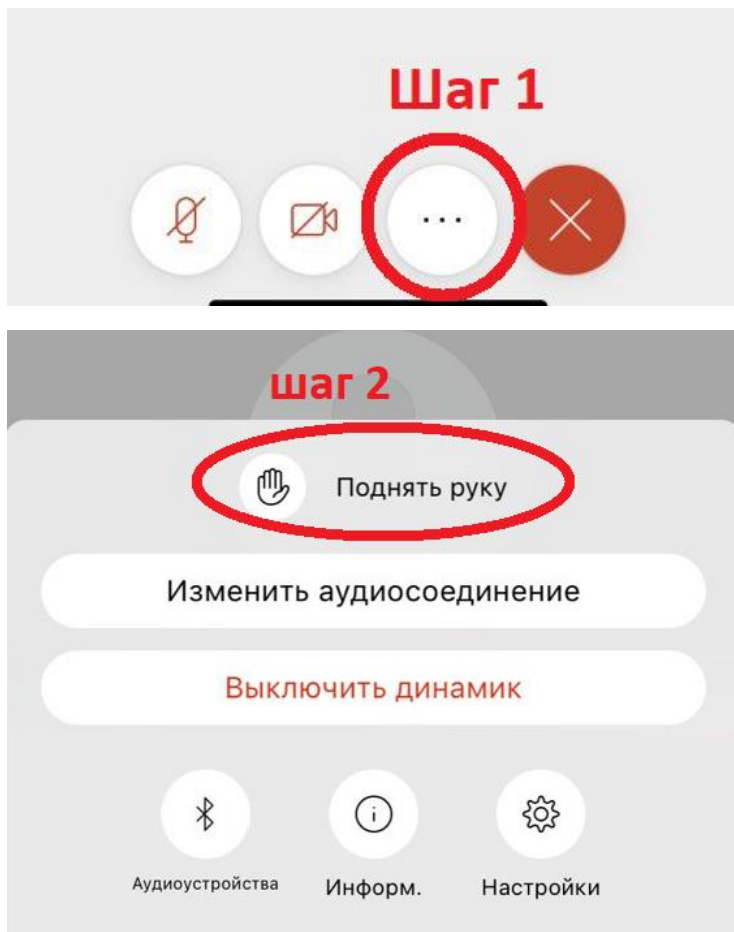 Шаг 1
шаг 2
Поднять руку
Изменить аудиосоединение
Выключить динамик
Аудиоустройства
Информ.
Настройки